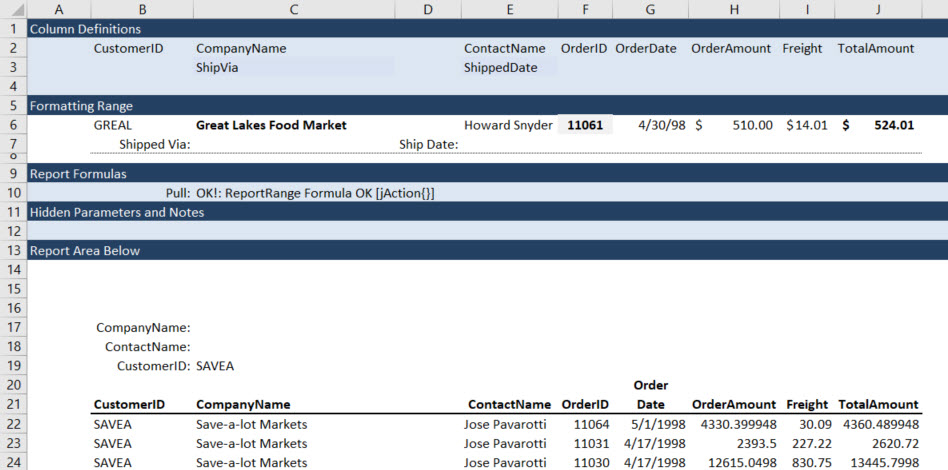 A B C D E F G H I J
1 Column Definitions
2 CustomerID CompanyName ContactName OrderID OrderDate OrderAmount Freight TotalAmount
3 ShipVia ShippedDate
4
5 Formatting Range
6 GREAL Great Lakes Food Market Howard Snyder 11061 4/30/98 $ 510.00 $14.01 $ 524.01
7 Shipped Via: Ship Date:
8
9 Report Formulas
10 Pull: OK!: ReportRange Formula OK [jAction{}]
11 Hidden Parameters and Notes
12
13 Report Area Below
14
15
16
17 CompanyName:
18 ContactName:
19 CustomerID: SAVEA
20 Order
21 CustomerID CompanyName ContactName OrderID Date OrderAmount Freight TotalAmount
22 SAVEA Save-a-lot Markets Jose Pavarotti 11064 5/1/1998 4330.399948 30.09 4360.489948
23 SAVEA Save-a-lot Markets Jose Pavarotti 11031 4/17/1998 2393.5 227.22 2620.72
24 SAVEA Save-a-lot Markets Jose Pavarotti 11030 4/17/1998 12615.0498 830.75 13445.7998